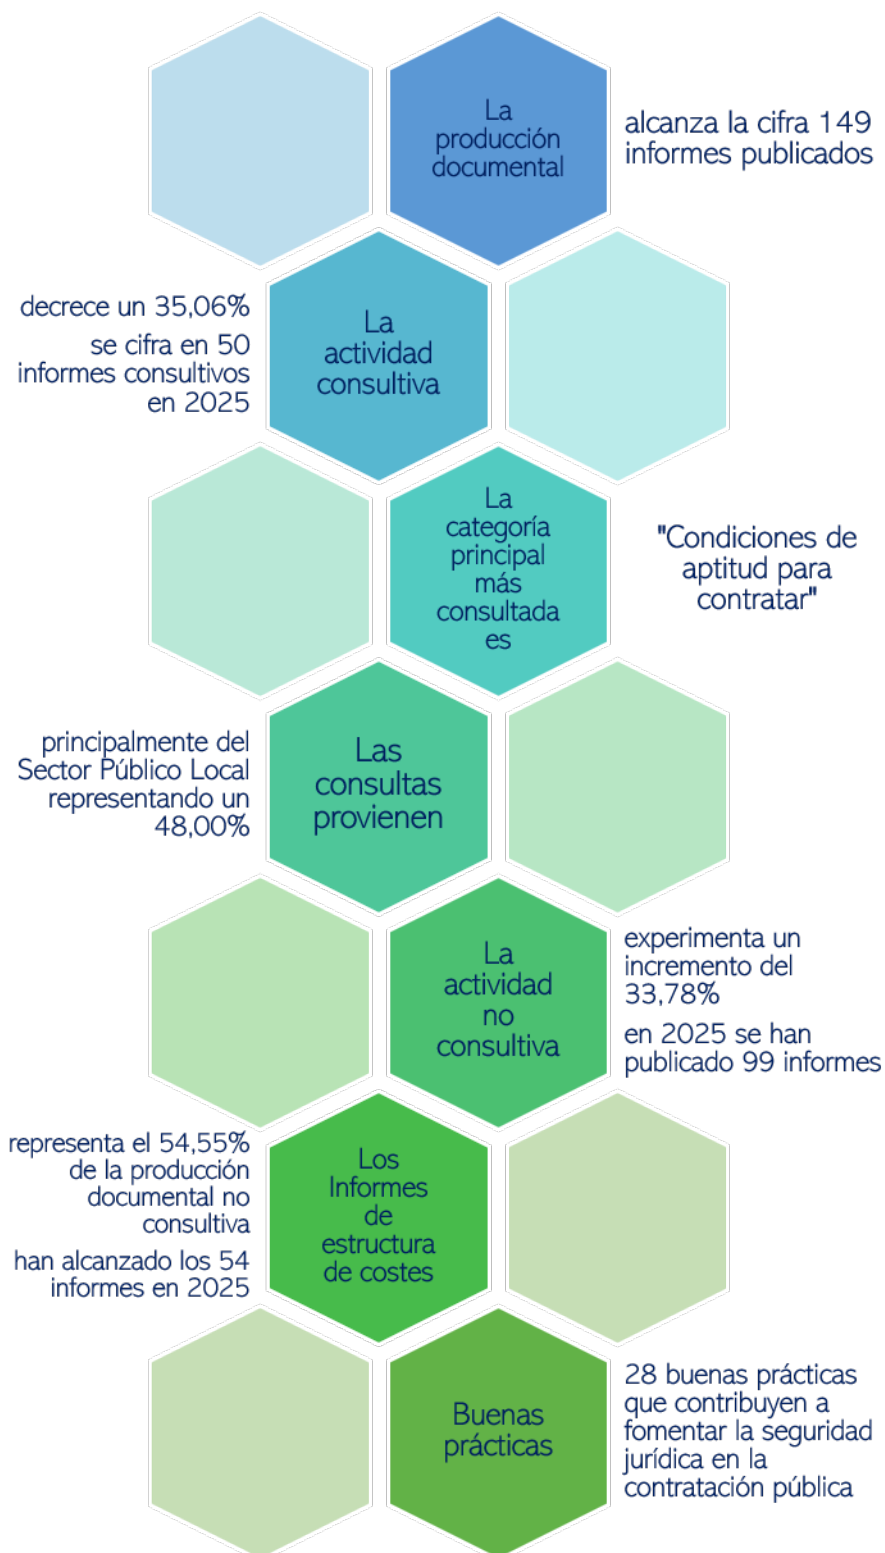 La
producción
documental
alcanza la cifra 149
informes publicados
La
actividad
consultiva
decrece un 35,06%
se cifra en 50
informes consultivos
en 2025
La
categoría
principal
más
consultada
es
"Condiciones de
aptitud para
contratar"
Las
consultas
provienen
principalmente del
Sector Público Local
representando un
48,00%
La
actividad
no
consultiva
experimenta un
incremento del
33,78%
en 2025 se han
publicado 99 informes
Los
Informes
de
estructura
de costes
representa el 54,55%
de la producción
documental no
consultiva
han alcanzado los 54
informes en 2025
Buenas
prácticas
28 buenas prácticas
que contribuyen a
fomentar la seguridad
jurídica en la
contratación pública